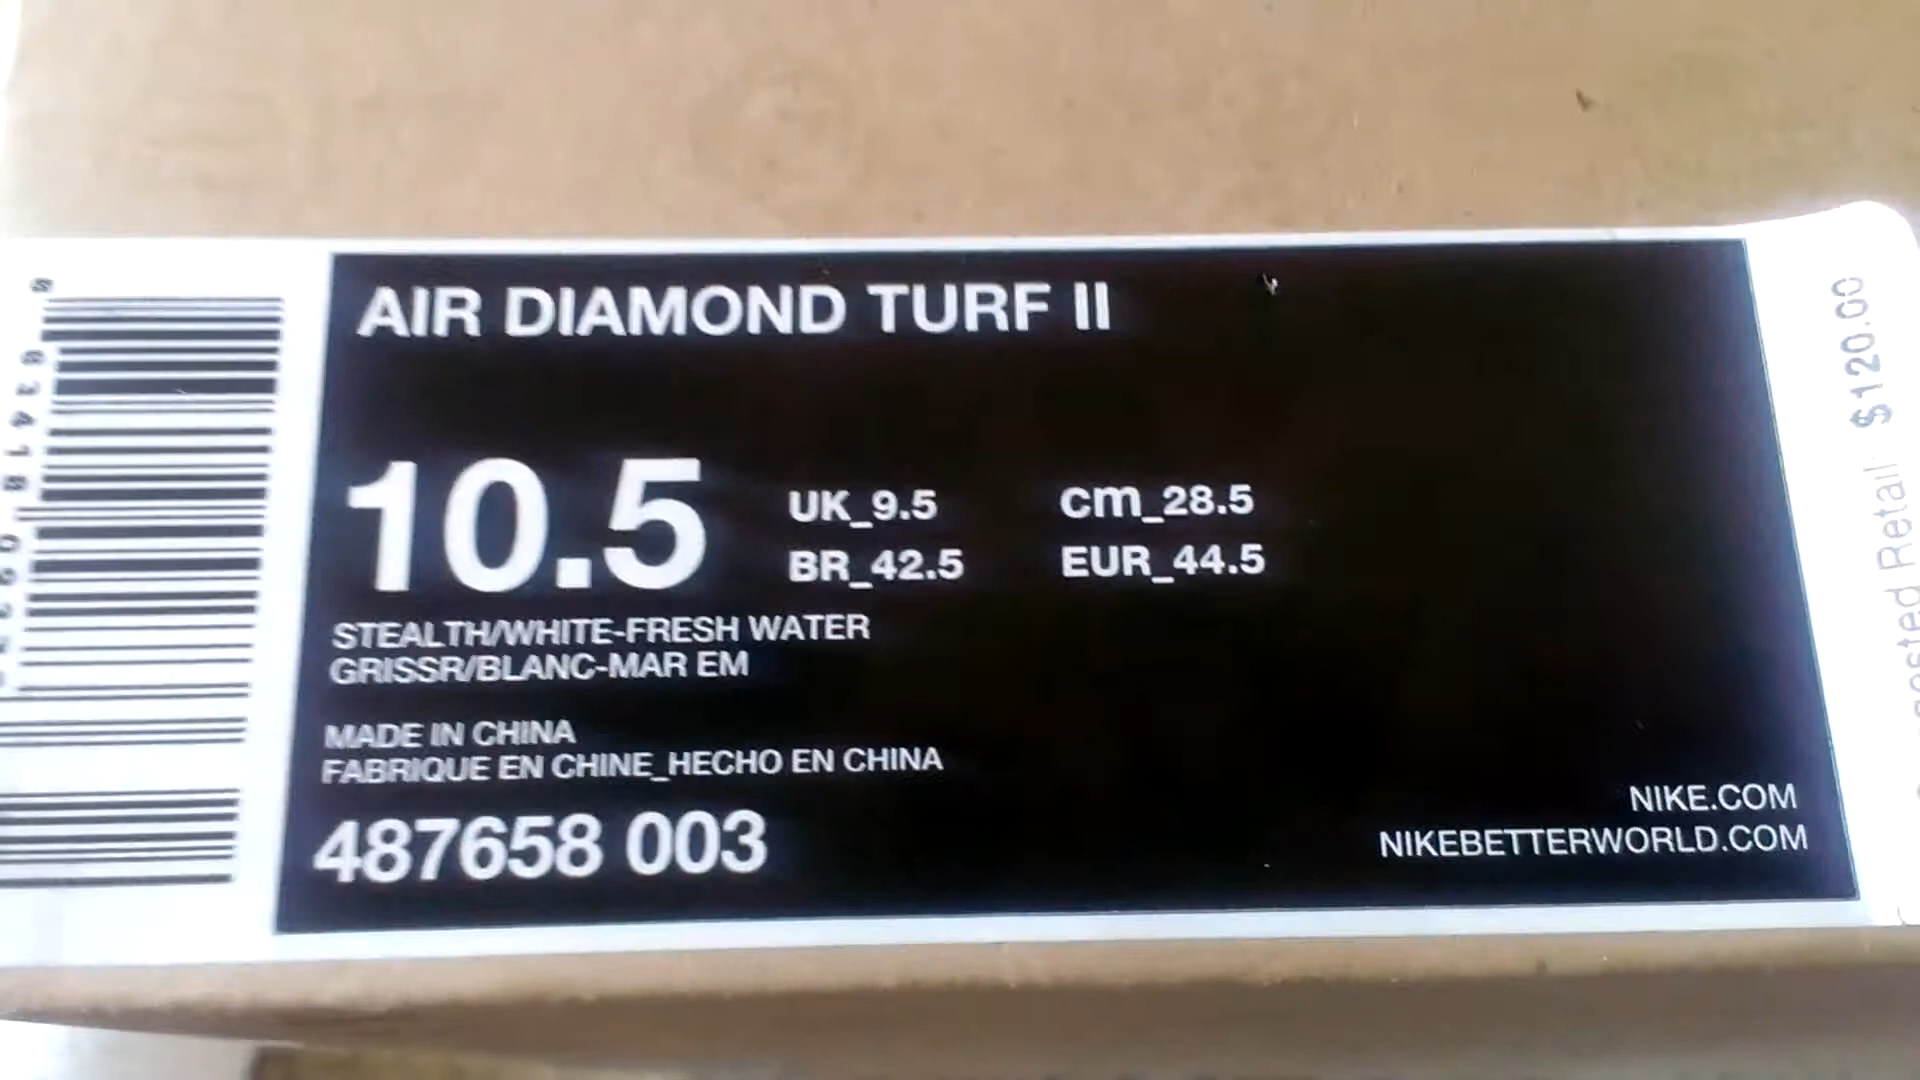 AIR DIAMOND TURF II
10.5
UK_9.5
cm_28.5
BR_42.5
EUR_44.5
STEALTH/WHITE-FRESH WATER
GRISSR/BLANC-MAR EM
MADE IN CHINA
FABRIQUE EN CHINE_HECHO EN CHINA
487658 003
NIKE.COM
NIKEBETTERWORLD.COM
Retail: $120.00